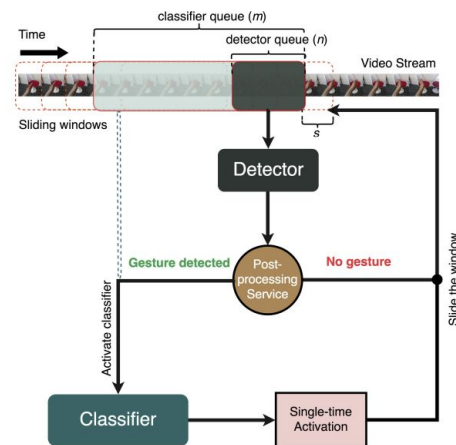 classifier queue (m)
Time
detector queue (n)
Video Stream
Sliding windows
s
Detector
Gesture detected
Post-
processing
Service
No gesture
Activate classifier
Slide the window
Classifier
Single-time
Activation